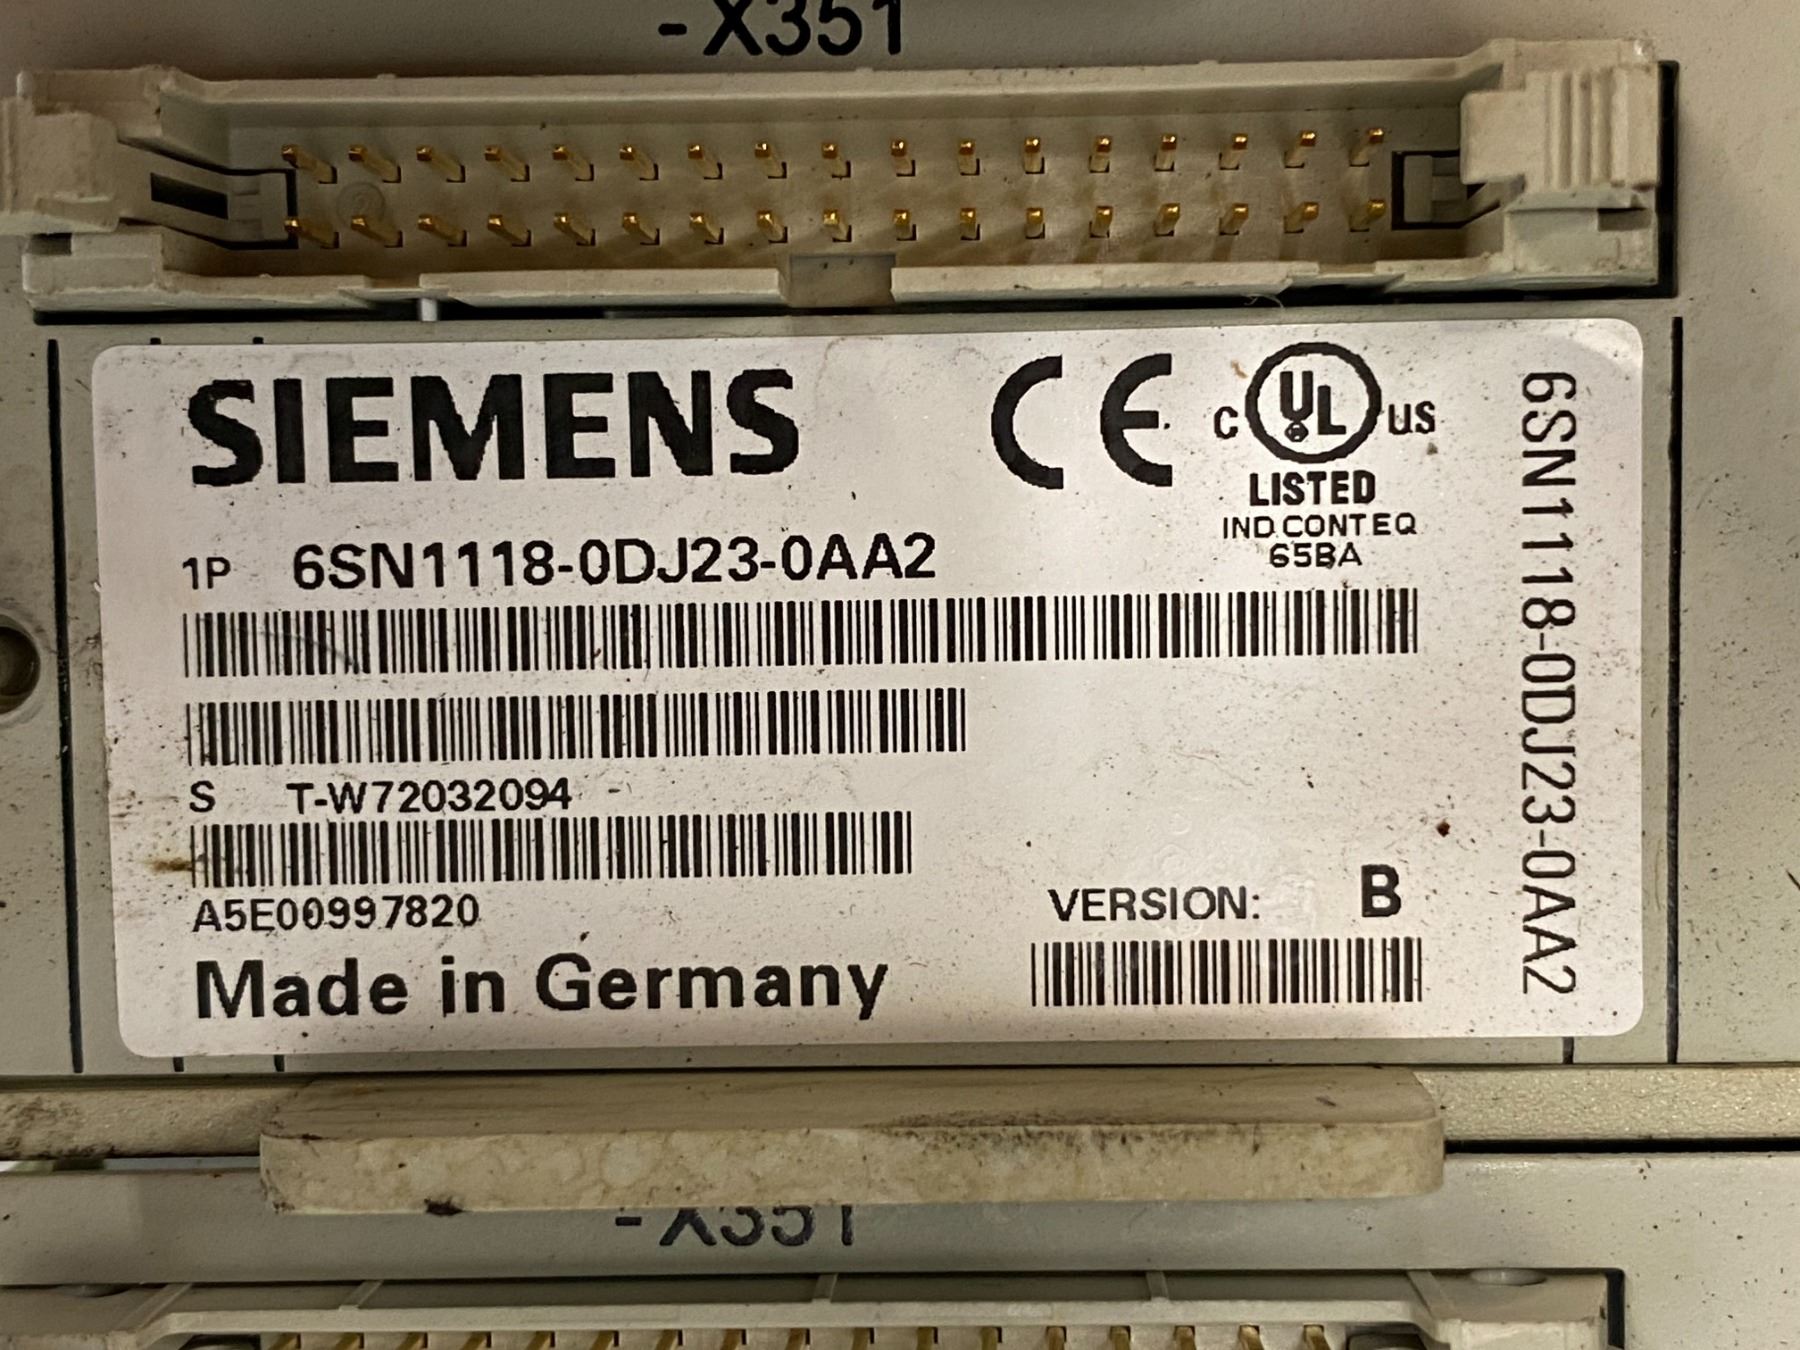 -X351
SIEMENS
CE
C UL US
LISTED
IND.CONT.EQ
65BA
1P 6SN1118-0DJ23-0AA2
S T-W72032094
A5E00997820
VERSION: B
Made in Germany
6SN1118-0DJ23-0AA2
-X351